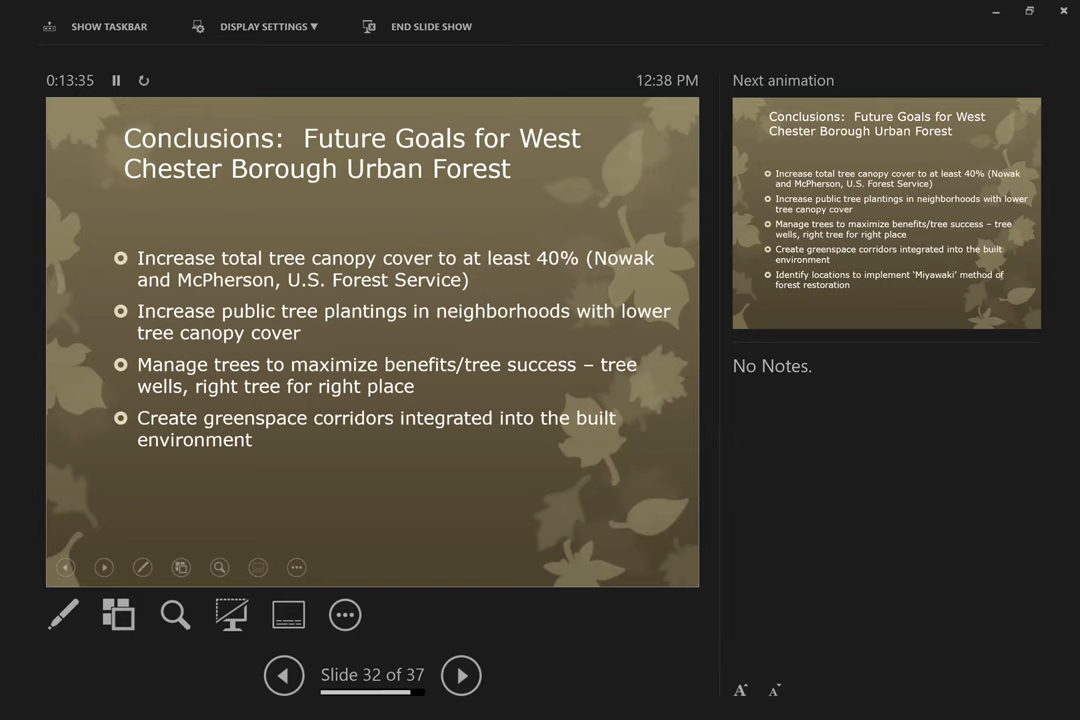 SHOW TASKBAR
DISPLAY SETTINGS ▼
END SLIDE SHOW
0:13:35
12:38 PM
Conclusions:  Future Goals for West
Chester Borough Urban Forest
Increase total tree canopy cover to at least 40% (Nowak
and McPherson, U.S. Forest Service)
Increase public tree plantings in neighborhoods with lower
tree canopy cover
Manage trees to maximize benefits/tree success – tree
wells, right tree for right place
Create greenspace corridors integrated into the built
environment
Slide 32 of 37
Next animation
Conclusions:  Future Goals for West
Chester Borough Urban Forest
Increase total tree canopy cover to at least 40% (Nowak
and McPherson, U.S. Forest Service)
Increase public tree plantings in neighborhoods with lower
tree canopy cover
Manage trees to maximize benefits/tree success – tree
wells, right tree for right place
Create greenspace corridors integrated into the built
environment
Identify locations to implement ‘Miyawaki’ method of
forest restoration
No Notes.
A A